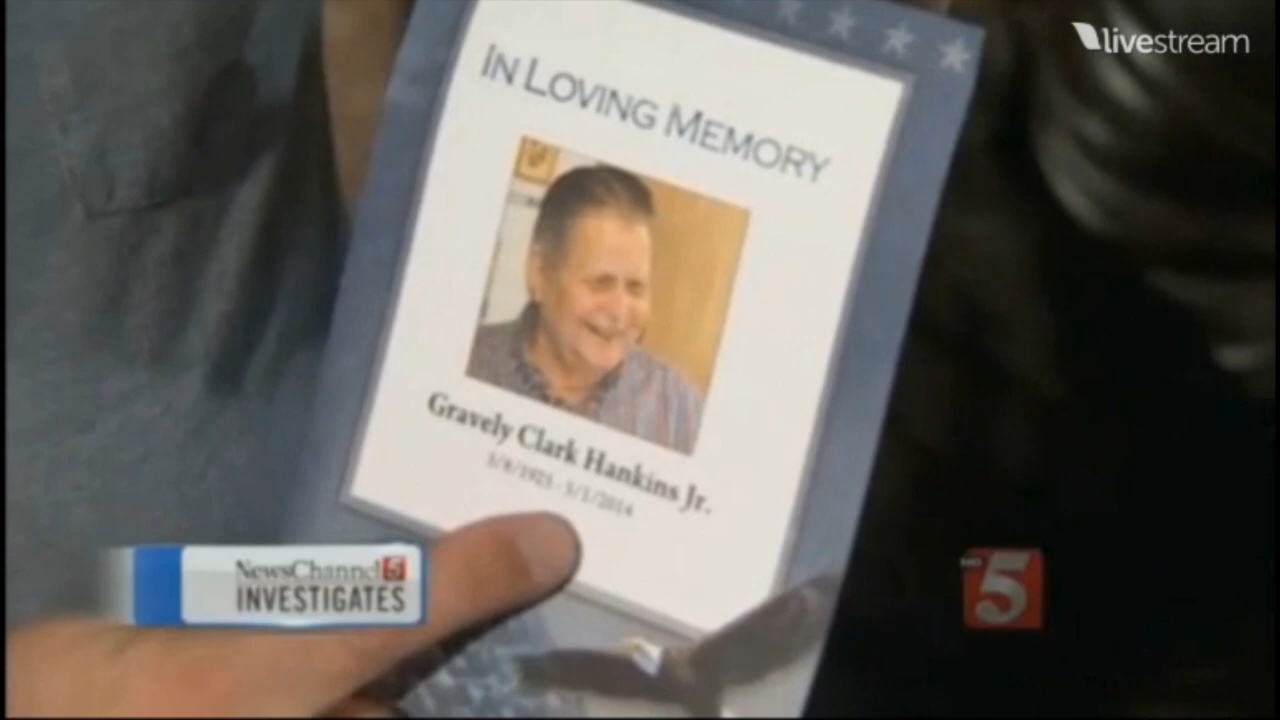 livestream
IN LOVING MEMORY
Gravely Clark Hankins Jr.
NewsChannel 5
INVESTIGATES
5